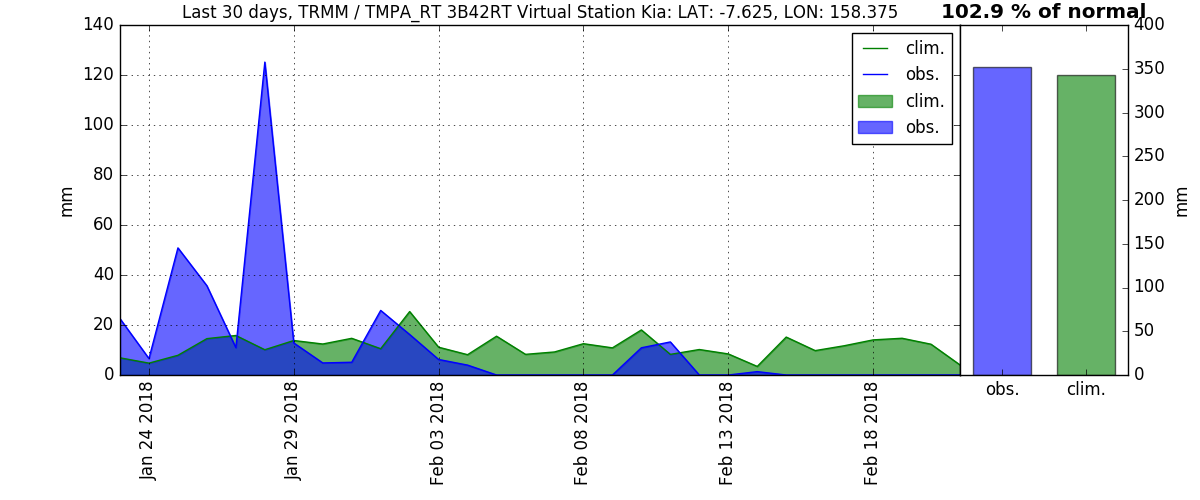 Last 30 days, TRMM / TMPA_RT 3B42RT Virtual Station Kia: LAT: -7.625, LON: 158.375
102.9 % of normal
mm
140
120
100
80
60
40
20
0
Jan 24 2018
Jan 29 2018
Feb 03 2018
Feb 08 2018
Feb 13 2018
Feb 18 2018
clim.
obs.
clim.
obs.
400
350
300
250
200
150
100
50
0
mm
obs.
clim.